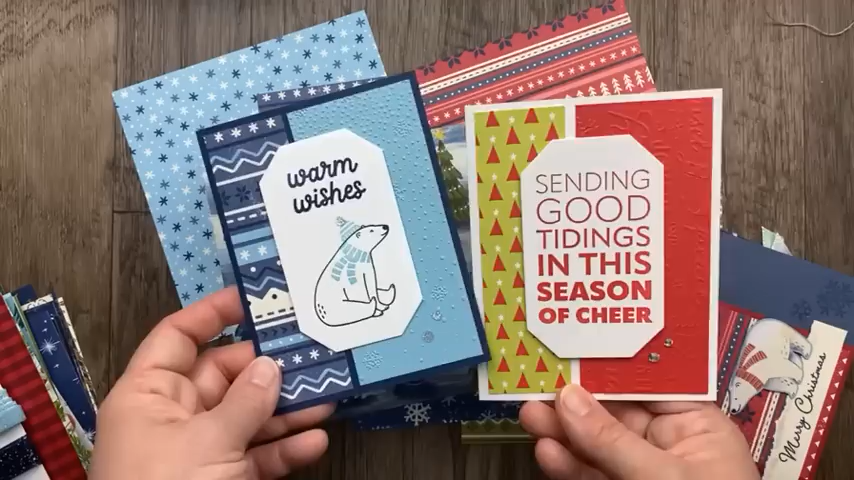 warm
wishes
SENDING
GOOD
TIDINGS
IN THIS
SEASON
OF CHEER
Merry Christmas